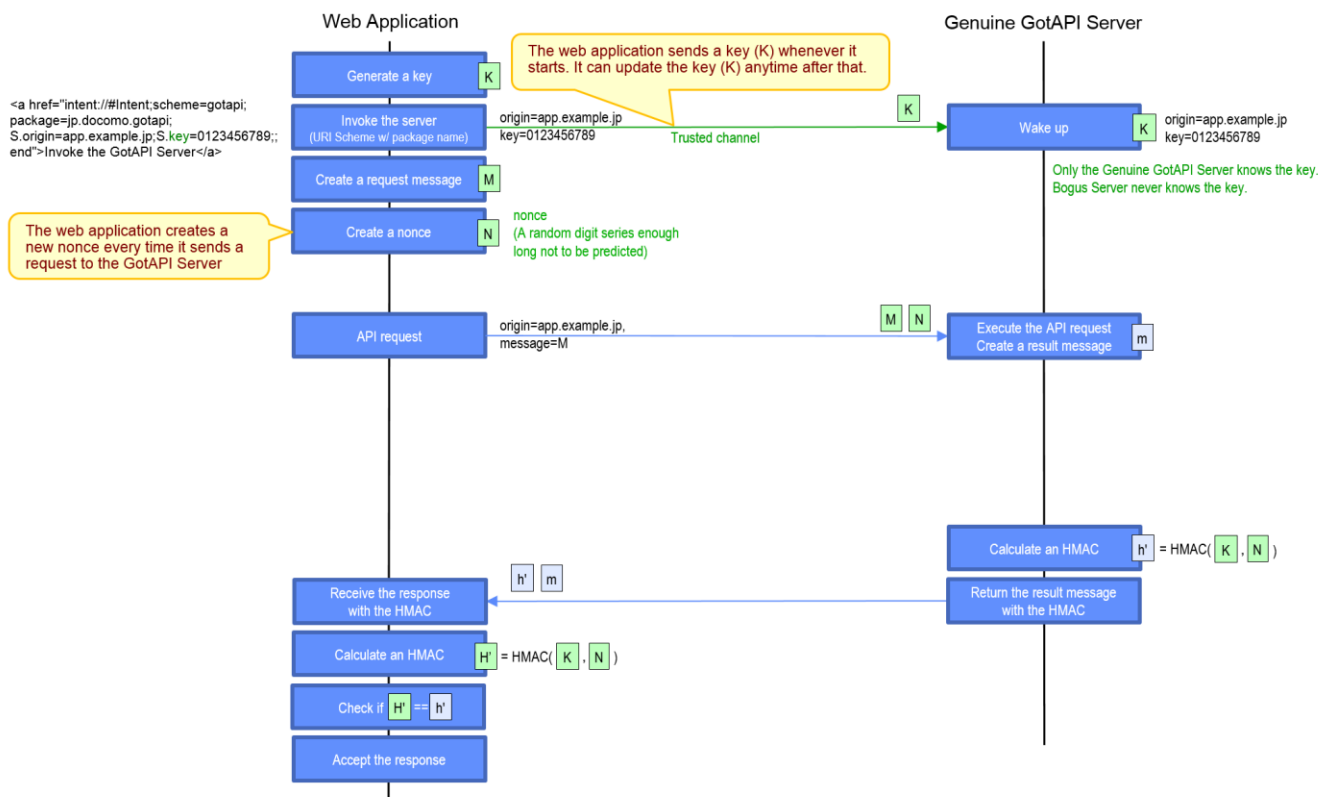 Web Application
Genuine GotAPI Server
The web application sends a key (K) whenever it
starts. It can update the key (K) anytime after that.
Generate a key
K
<a href="intent://#Intent;scheme=gotapi;
package=jp.docomo.gotapi;
S.origin=app.example.jp;S.key=0123456789;;
end">Invoke the GotAPI Server</a>
Invoke the server
(URI Scheme w/ package name)
origin=app.example.jp
key=0123456789
K
Trusted channel
Wake up
K
origin=app.example.jp
key=0123456789
Create a request message
M
Only the Genuine GotAPI Server knows the key.
Bogus Server never knows the key.
The web application creates a
new nonce every time it sends a
request to the GotAPI Server
Create a nonce
N
nonce
(A random digit series enough
long not to be predicted)
API request
origin=app.example.jp,
message=M
M N
Execute the API request
Create a result message
m
Calculate an HMAC
h' = HMAC( K , N )
Receive the response
with the HMAC
h' m
Return the result message
with the HMAC
Calculate an HMAC
H' = HMAC( K , N )
Check if H' == h'
Accept the response